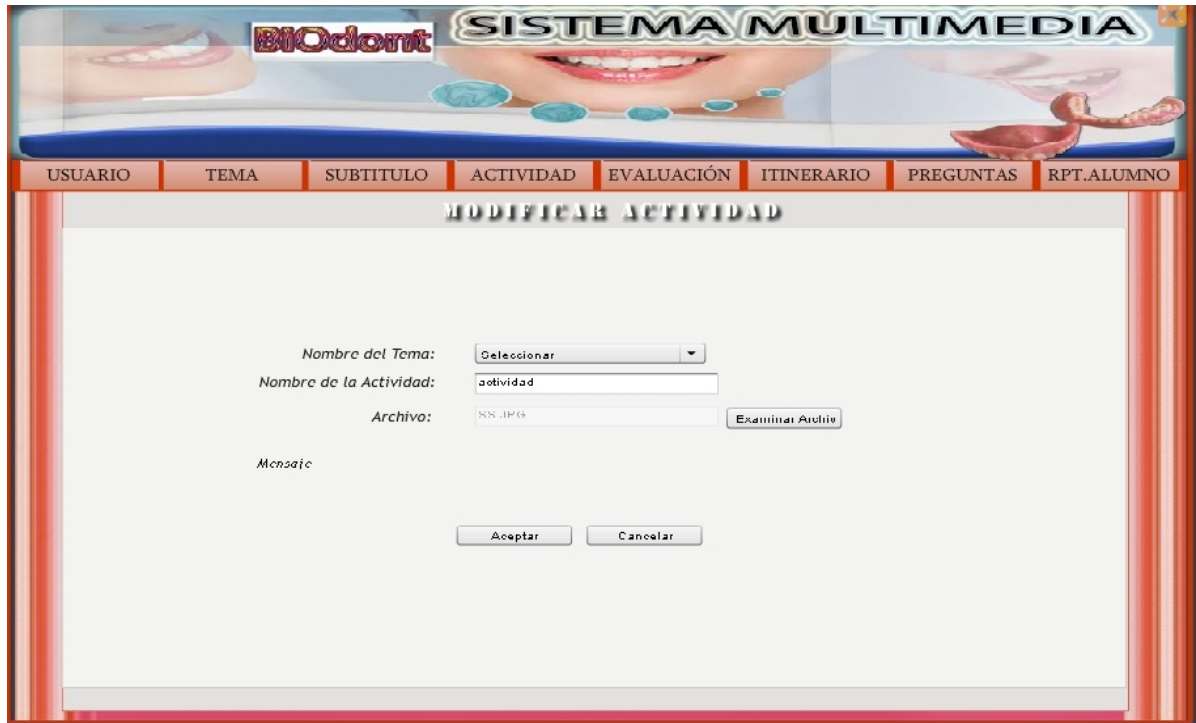 BIOdont
SISTEMA MULTIMEDIA
USUARIO TEMA SUBTITULO ACTIVIDAD EVALUACIÓN ITINERARIO PREGUNTAS RPT.ALUMNO
MODIFICAR ACTIVIDAD
Nombre del Tema: Seleccionar
Nombre de la Actividad: actividad
Archivo: SS.JPG Examinar Archiv
Mensaje
Aceptar Cancelar